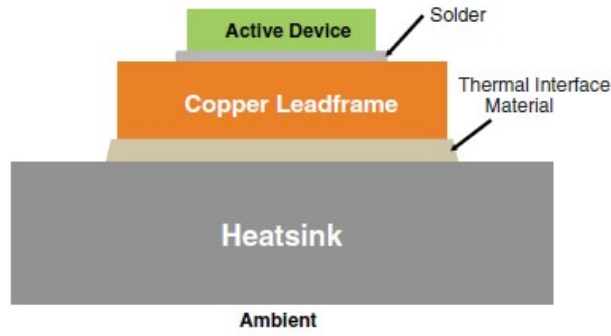 Active Device
Solder
Copper Leadframe
Thermal Interface
Material
Heatsink
Ambient